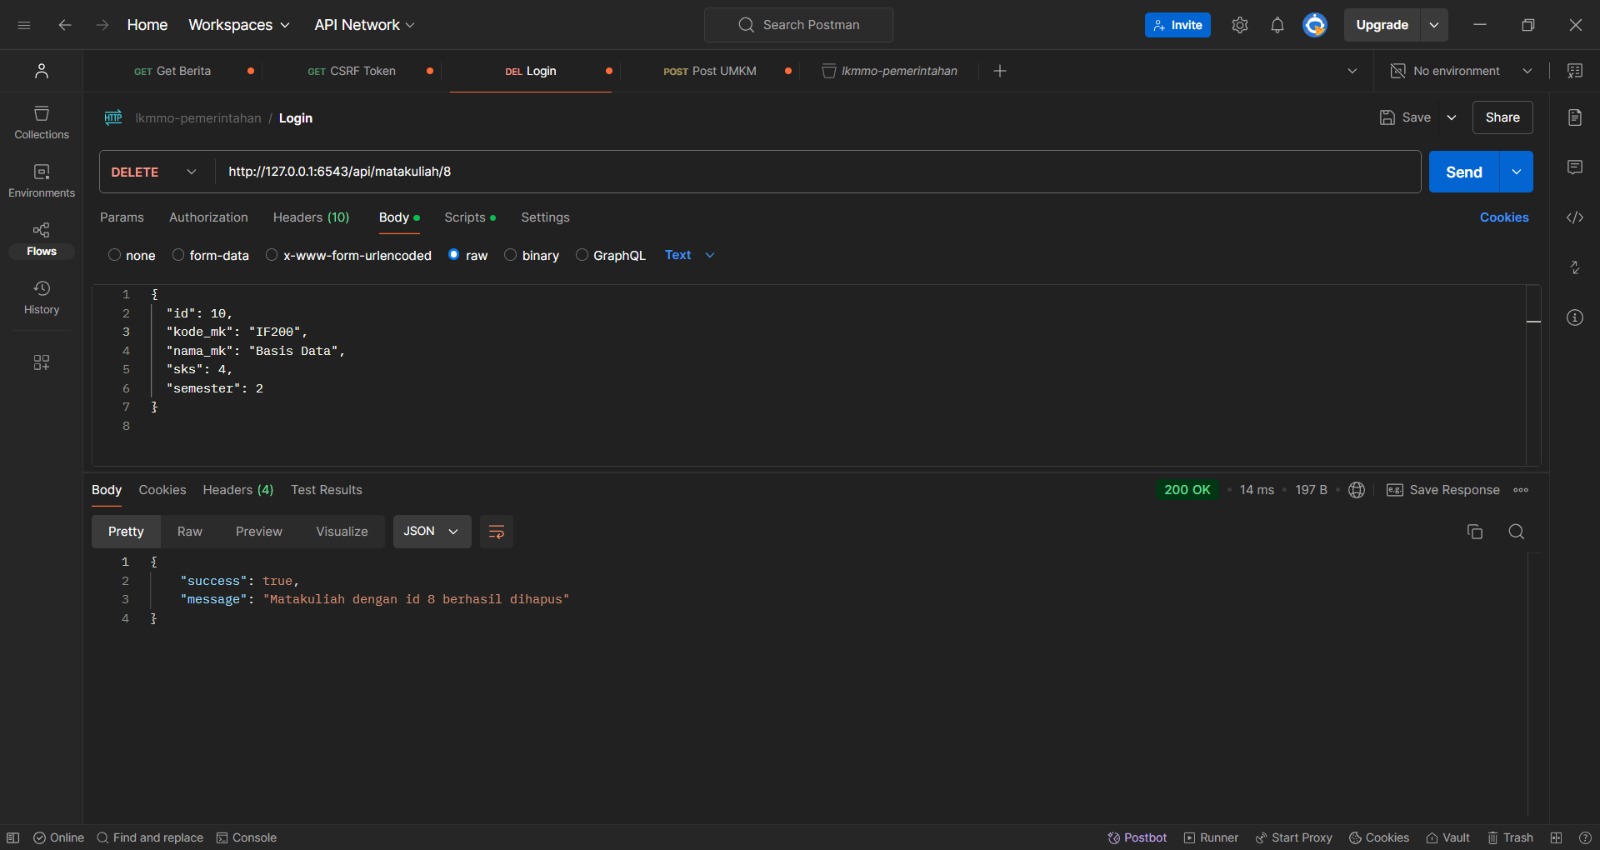 Home Workspaces API Network Search Postman Invite Upgrade
GET Get Berita GET CSRF Token DEL Login POST Post UMKM lkmmo-pemerintahan No environment
Collections
Environments
Flows
History
HTTP lkmmo-pemerintahan / Login Save Share
DELETE http://127.0.0.1:6543/api/matakuliah/8 Send
Params Authorization Headers (10) Body Scripts Settings Cookies
none form-data x-www-form-urlencoded raw binary GraphQL Text
1 {
2 "id": 10,
3 "kode_mk": "IF200",
4 "nama_mk": "Basis Data",
5 "sks": 4,
6 "semester": 2
7 }
8
Body Cookies Headers (4) Test Results 200 OK 14 ms 197 B e.g. Save Response
Pretty Raw Preview Visualize JSON
1 {
2 "success": true,
3 "message": "Matakuliah dengan id 8 berhasil dihapus"
4 }
Online Find and replace Console Postbot Runner Start Proxy Cookies Vault Trash